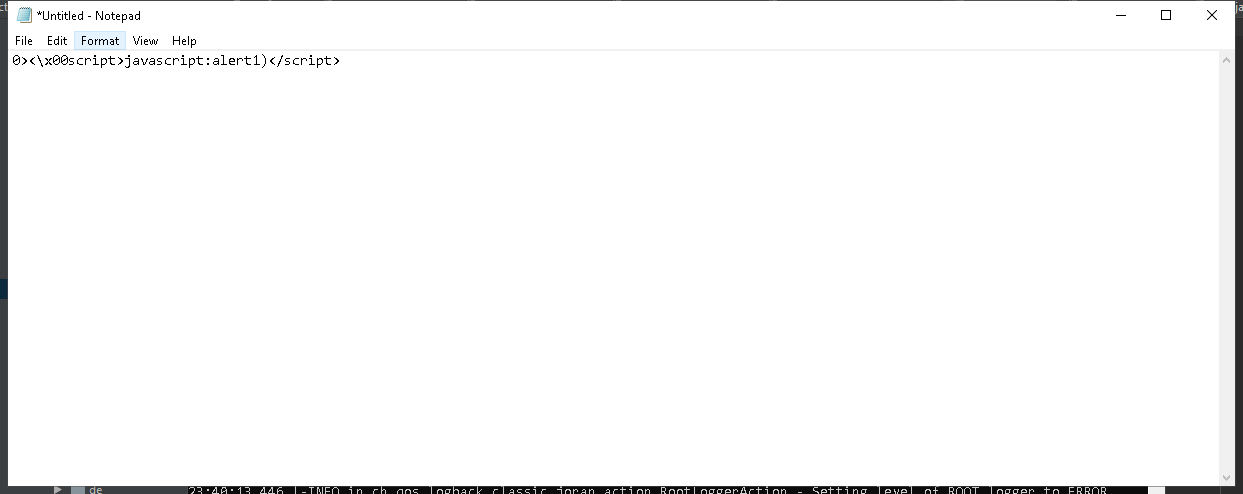 *Untitled - Notepad
File Edit Format View Help
0><\x00script>javascript:alert1)</script>
de 23:40:13,446 |-INFO in ch.qos.logback.classic.joran.action.RootLoggerAction - Setting level of ROOT logger to ERROR